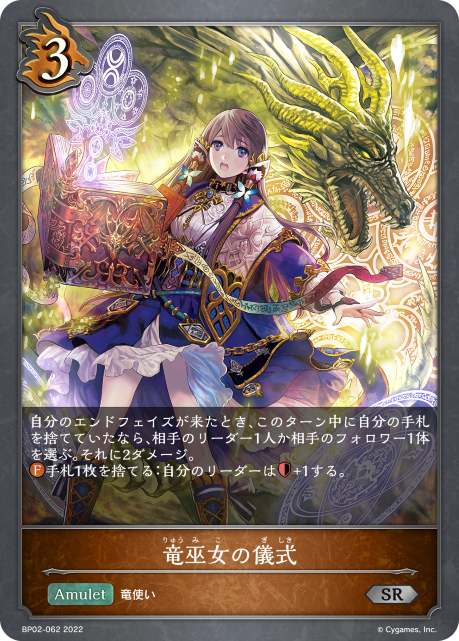 3
自分のエンドフェイズが来たとき、このターン中に自分の手札
を捨てていたなら、相手のリーダー1人か相手のフォロワー1体
を選ぶ。それに2ダメージ。
手札1枚を捨てる:自分のリーダーは+1する。
りゅうみこ ぎしき
竜巫女の儀式
Amulet 竜使い
SR
BP02-062 2022
© Cygames, Inc.